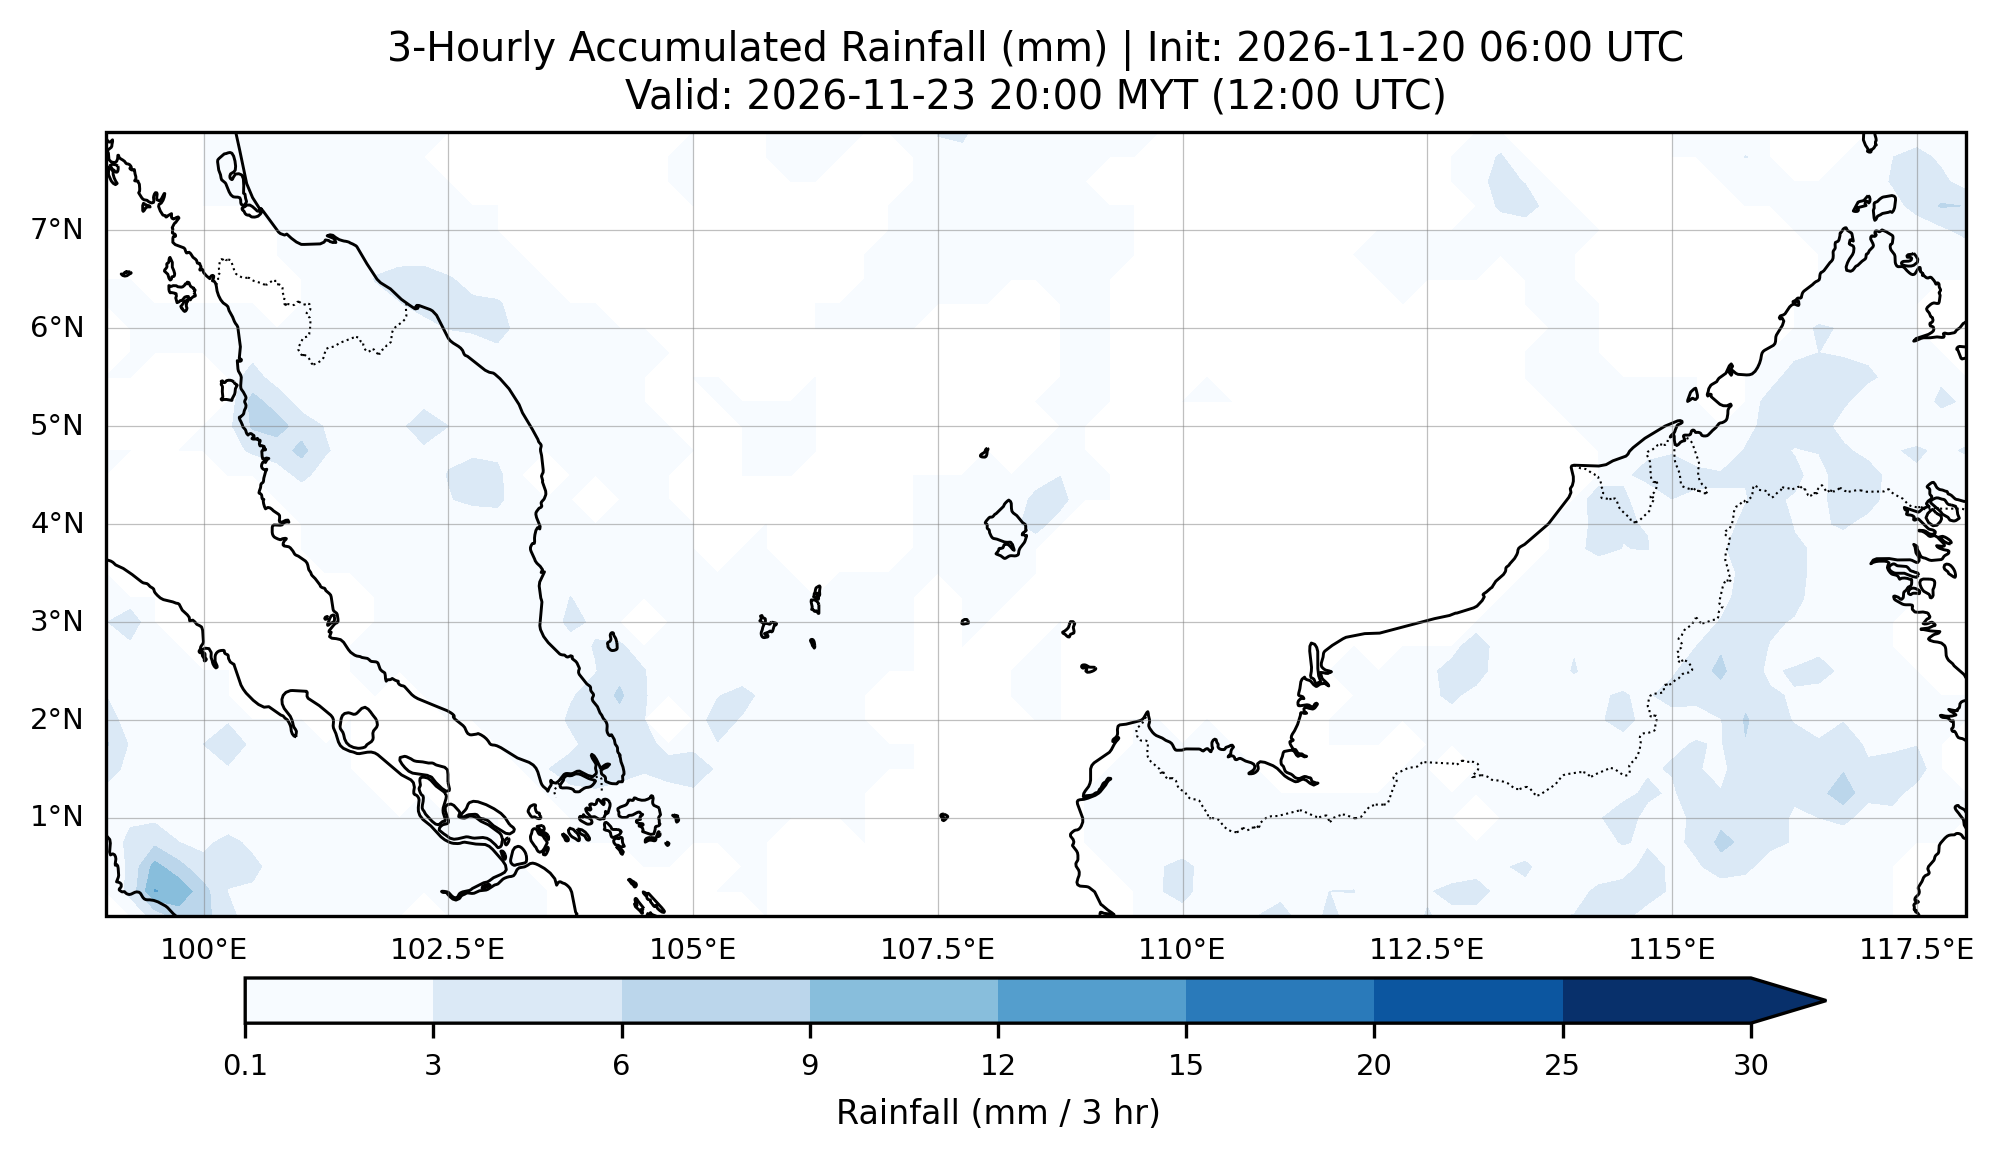 3-Hourly Accumulated Rainfall (mm) | Init: 2026-11-20 06:00 UTC
Valid: 2026-11-23 20:00 MYT (12:00 UTC)
7°N
6°N
5°N
4°N
3°N
2°N
1°N
100°E 102.5°E 105°E 107.5°E 110°E 112.5°E 115°E 117.5°E
0.1 3 6 9 12 15 20 25 30
Rainfall (mm / 3 hr)